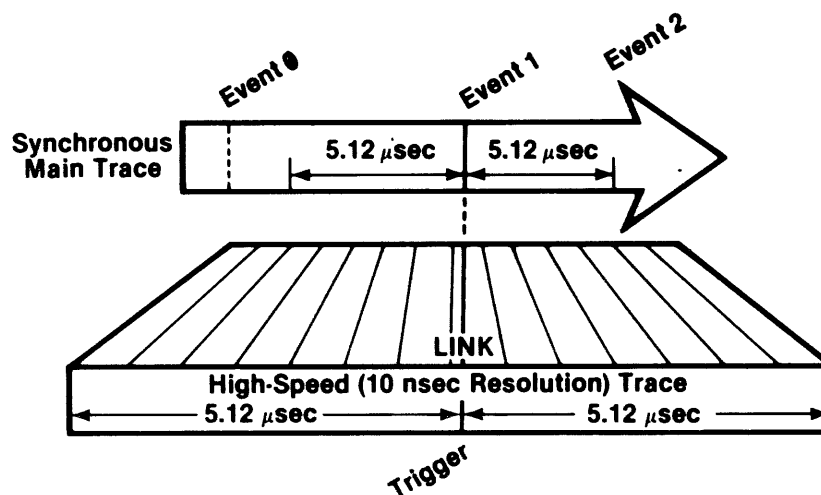 Event 0
Event 1
Event 2
Synchronous
Main Trace
5.12 μsec
5.12 μsec
LINK
High-Speed (10 nsec Resolution) Trace
5.12 μsec
5.12 μsec
Trigger